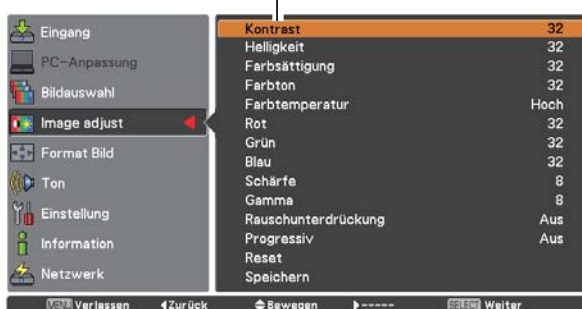 Eingang
PC-Anpassung
Bildauswahl
Image adjust
Format Bild
Ton
Einstellung
Information
Netzwerk
Kontrast 32
Helligkeit 32
Farbsättigung 32
Farbton 32
Farbtemperatur Hoch
Rot 32
Grün 32
Blau 32
Schärfe 8
Gamma 8
Rauschunterdrückung Aus
Progressiv Aus
Reset
Speichern
MENU Verlassen Zurück Bewegen ----- SELECT Weiter